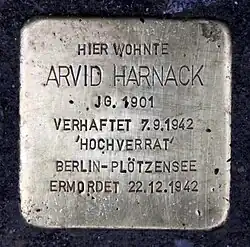 HIER WOHNTE
ARVID HARNACK
JG. 1901
VERHAFTET 7.9.1942
'HOCHVERRAT'
BERLIN-PLÖTZENSEE
ERMORDET 22.12.1942